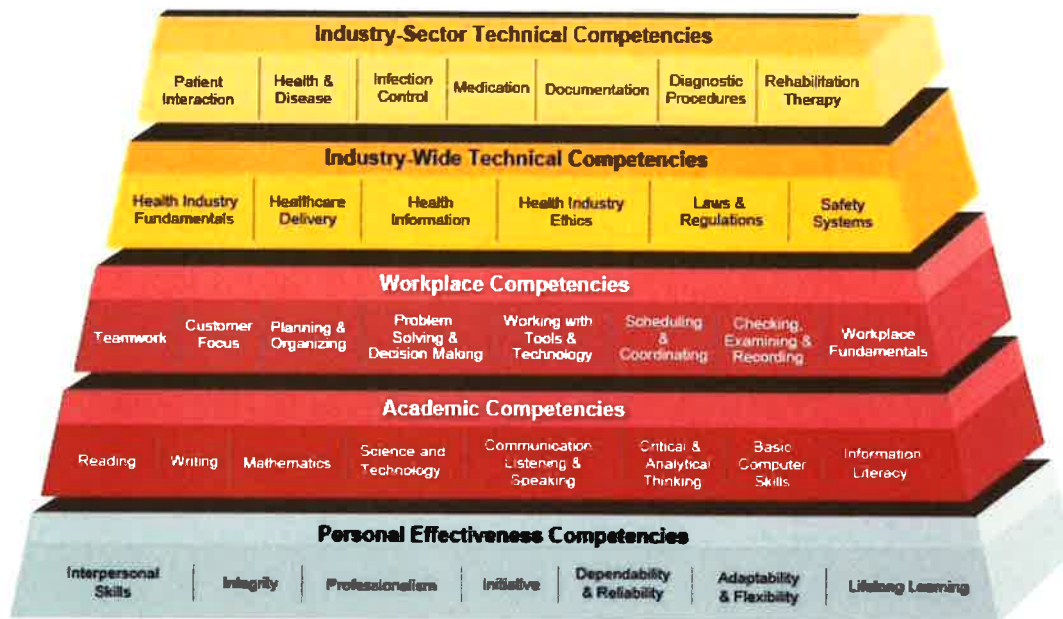 Industry-Sector Technical Competencies
Patient Interaction
Health & Disease
Infection Control
Medication
Documentation
Diagnostic Procedures
Rehabilitation Therapy
Industry-Wide Technical Competencies
Health Industry Fundamentals
Healthcare Delivery
Health Information
Health Industry Ethics
Laws & Regulations
Safety Systems
Workplace Competencies
Teamwork
Customer Focus
Planning & Organizing
Problem Solving & Decision Making
Working with Tools & Technology
Scheduling & Coordinating
Checking, Examining & Recording
Workplace Fundamentals
Academic Competencies
Reading
Writing
Mathematics
Science and Technology
Communication Listening & Speaking
Critical & Analytical Thinking
Basic Computer Skills
Information Literacy
Personal Effectiveness Competencies
Interpersonal Skills
Integrity
Professionalism
Initiative
Dependability & Reliability
Adaptability & Flexibility
Lifelong Learning